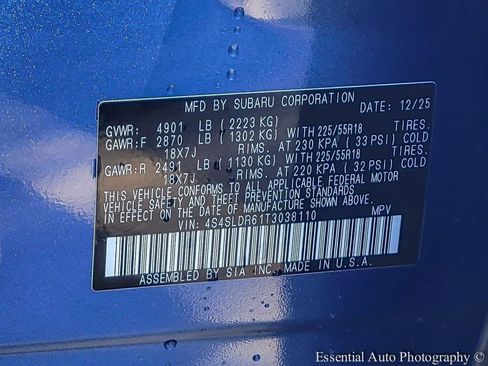 MFD BY SUBARU CORPORATION DATE: 12/25
GVWR: 4901 LB ( 2223 KG)
GAWR:F 2870 LB ( 1302 KG) WITH 225/55R18 TIRES.
18X7J RIMS. AT 230 KPA ( 33 PSI) COLD
GAWR:R 2491 LB ( 1130 KG) WITH 225/55R18 TIRES.
18X7J RIMS. AT 220 KPA ( 32 PSI) COLD
THIS VEHICLE CONFORMS TO ALL APPLICABLE FEDERAL MOTOR
VEHICLE SAFETY AND THEFT PREVENTION STANDARDS
IN EFFECT ON THE DATE OF MANUFACTURE SHOWN ABOVE.
VIN: 4S4SLDR61T3038110 MPV
ASSEMBLED BY SIA INC. MADE IN U.S.A.
Essential Auto Photography (C)